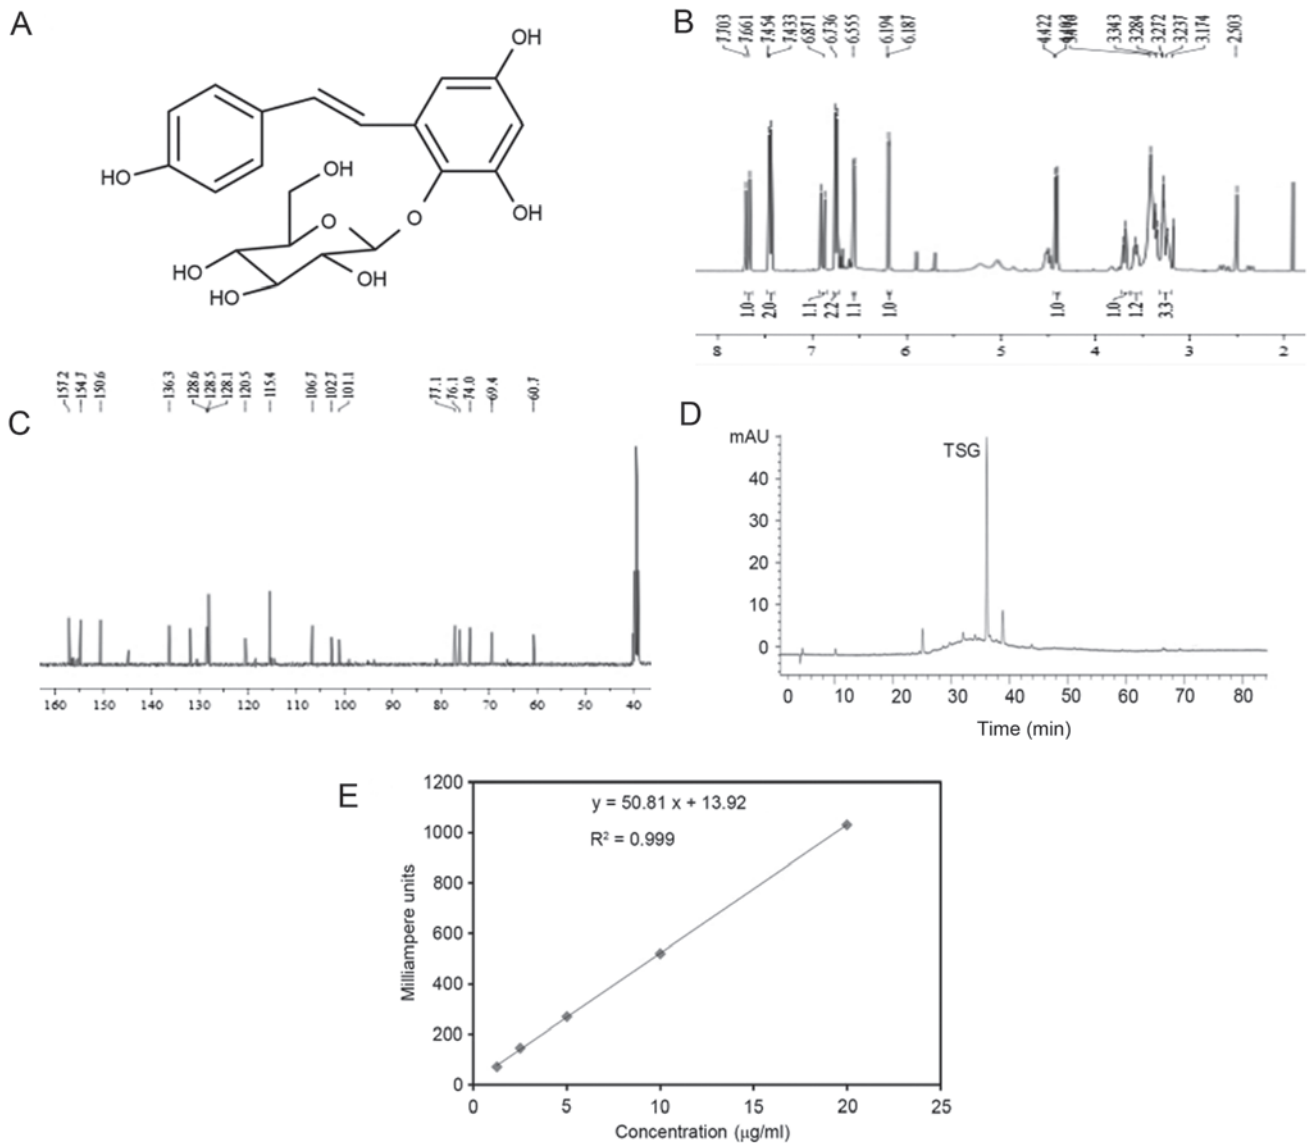 A
OH
HO
OH
O
O
OH
HO
HO
OH
B
7.703
7.661
7.454
7.433
6.871
6.736
6.555
6.194
6.187
4.422
3.343
3.284
3.272
3.237
3.174
2.503
1.0
2.0
1.1
2.2
1.1
1.0
1.0
1.0
1.2
3.3
8 7 6 5 4 3 2
C
157.2
154.7
150.6
136.3
128.6
128.5
128.1
120.5
115.4
106.7
102.7
101.1
77.1
76.1
74.0
69.4
60.7
160 150 140 130 120 110 100 90 80 70 60 50 40
D
mAU
TSG
40
30
20
10
0
0 10 20 30 40 50 60 70 80
Time (min)
E
1200
1000
800
600
400
200
0
y = 50.81 x + 13.92
R² = 0.999
Milliampere units
0 5 10 15 20 25
Concentration (µg/ml)